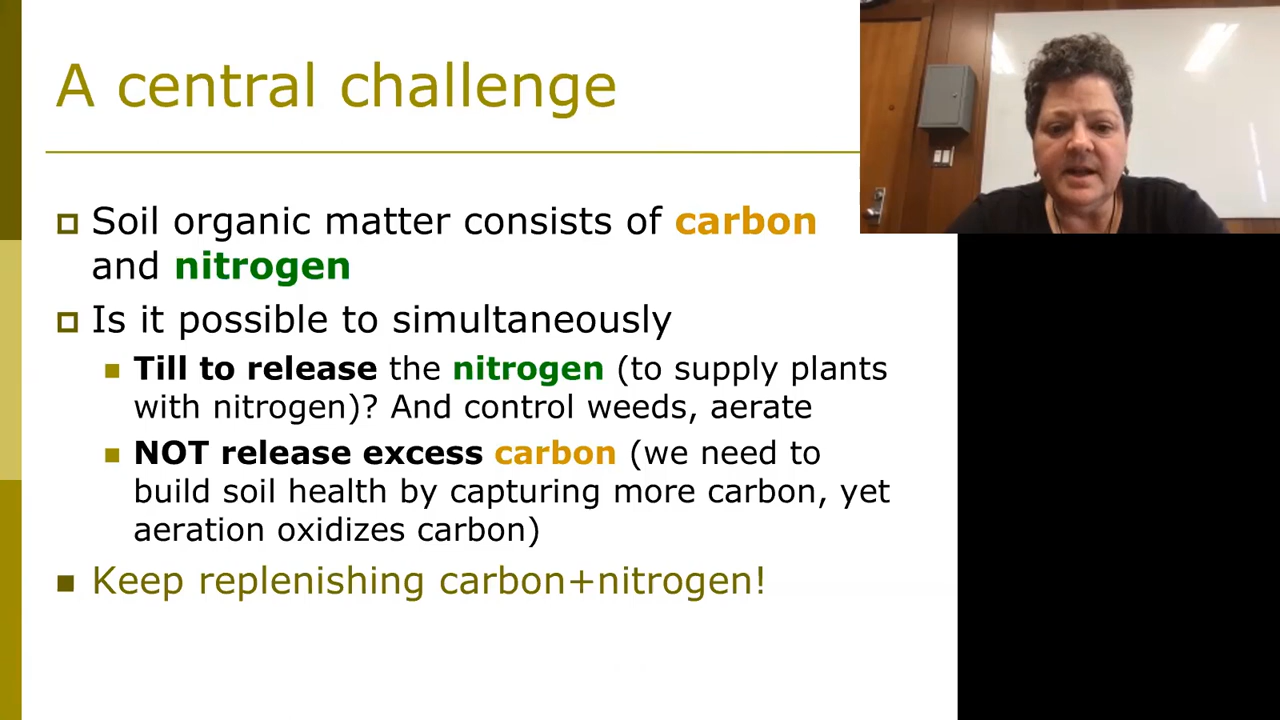 A central challenge
Soil organic matter consists of carbon
and nitrogen
Is it possible to simultaneously
Till to release the nitrogen (to supply plants
with nitrogen)? And control weeds, aerate
NOT release excess carbon (we need to
build soil health by capturing more carbon, yet
aeration oxidizes carbon)
Keep replenishing carbon+nitrogen!